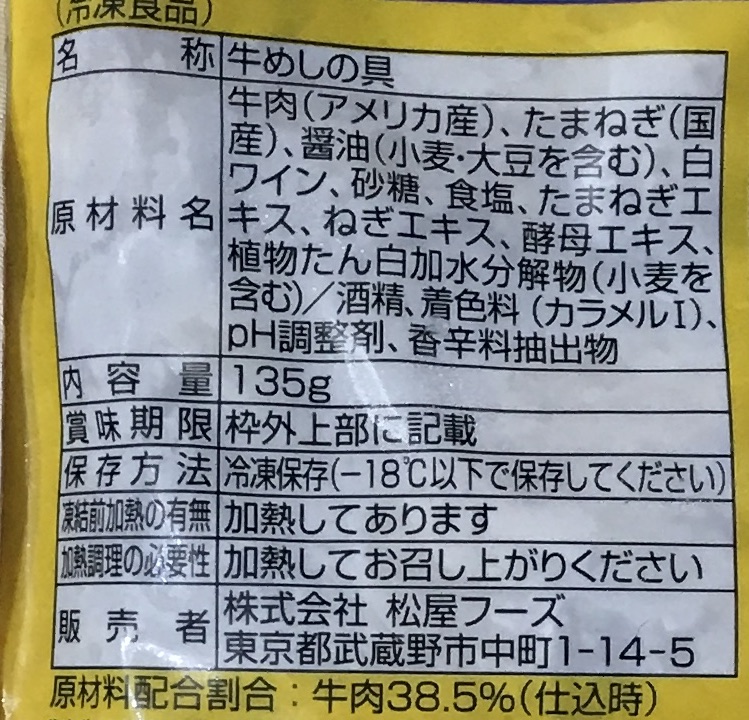 (冷凍食品)
名称 牛めしの具
牛肉(アメリカ産)、たまねぎ(国
産)、醤油(小麦・大豆を含む)、白
ワイン、砂糖、食塩、たまねぎエ
原材料名 キス、ねぎエキス、酵母エキス、
植物たん白加水分解物(小麦を
含む)/酒精、着色料(カラメルI)、
pH調整剤、香辛料抽出物
内容量 135g
賞味期限 枠外上部に記載
保存方法 冷凍保存(−18℃以下で保存してください)
凍結前加熱の有無 加熱してあります
加熱調理の必要性 加熱してお召し上がりください
販売者 株式会社 松屋フーズ
東京都武蔵野市中町1-14-5
原材料配合割合:牛肉38.5%(仕込時)